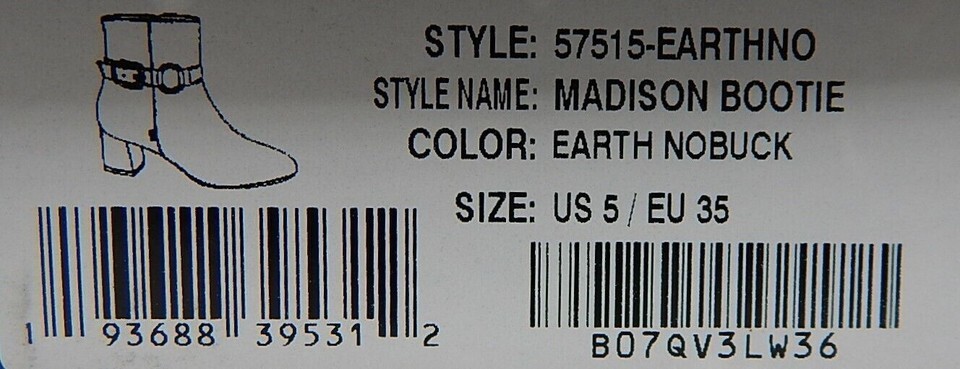 STYLE: 57515-EARTHNO
STYLE NAME: MADISON BOOTIE
COLOR: EARTH NOBUCK
SIZE: US 5 / EU 35
1 93688 39531 2
B07QV3LW36